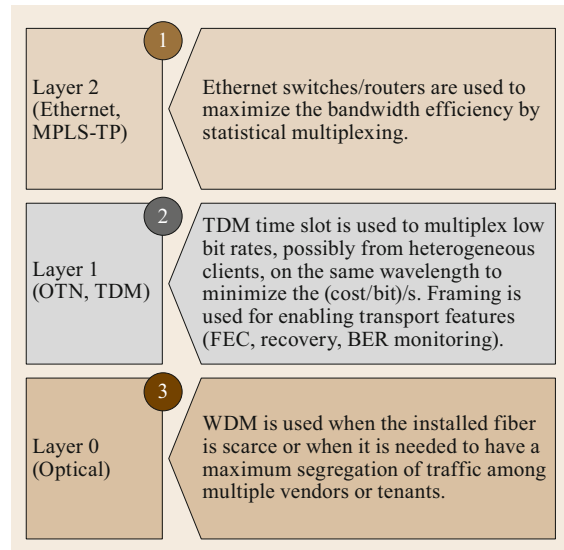 1
Layer 2
(Ethernet,
MPLS-TP)
Ethernet switches/routers are used to
maximize the bandwidth efficiency by
statistical multiplexing.
2
Layer 1
(OTN, TDM)
TDM time slot is used to multiplex low
bit rates, possibly from heterogeneous
clients, on the same wavelength to
minimize the (cost/bit)/s. Framing is
used for enabling transport features
(FEC, recovery, BER monitoring).
3
Layer 0
(Optical)
WDM is used when the installed fiber
is scarce or when it is needed to have a
maximum segregation of traffic among
multiple vendors or tenants.